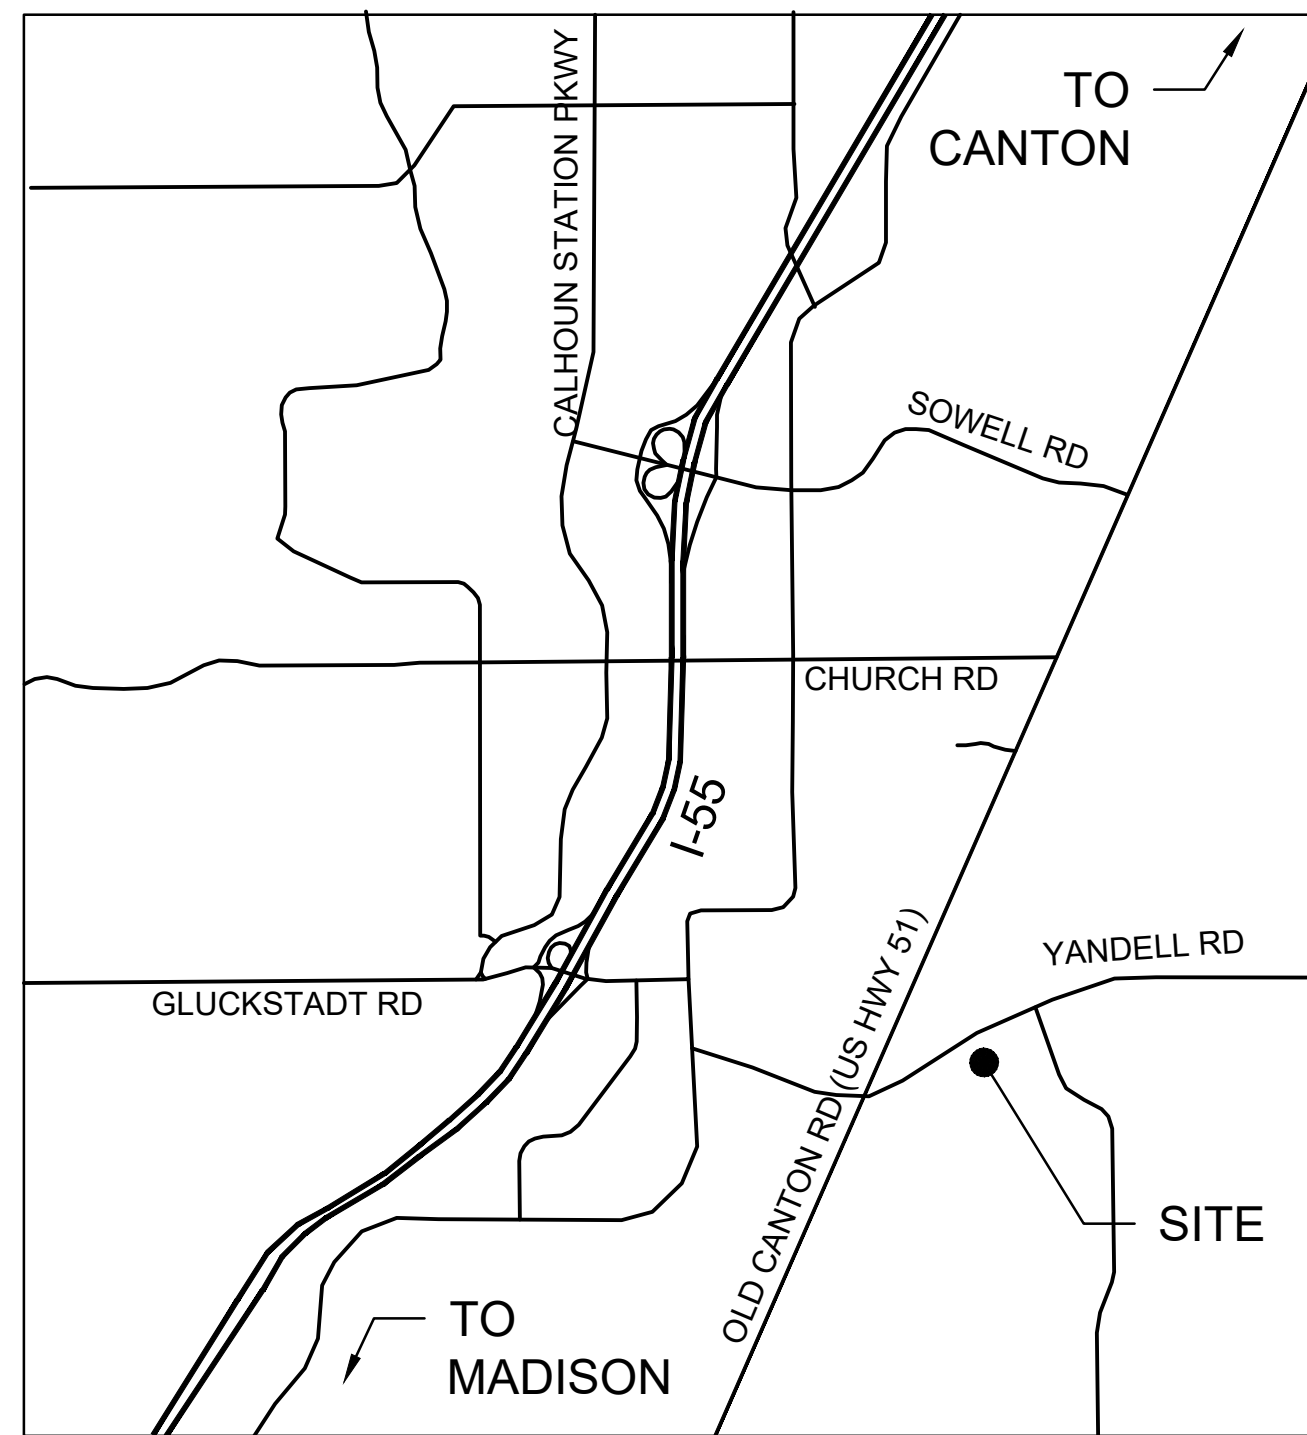 CALHOUN STATION PKWY
TO
CANTON
SOWELL RD
CHURCH RD
I-55
YANDELL RD
GLUCKSTADT RD
OLD CANTON RD (US HWY 51)
SITE
TO
MADISON